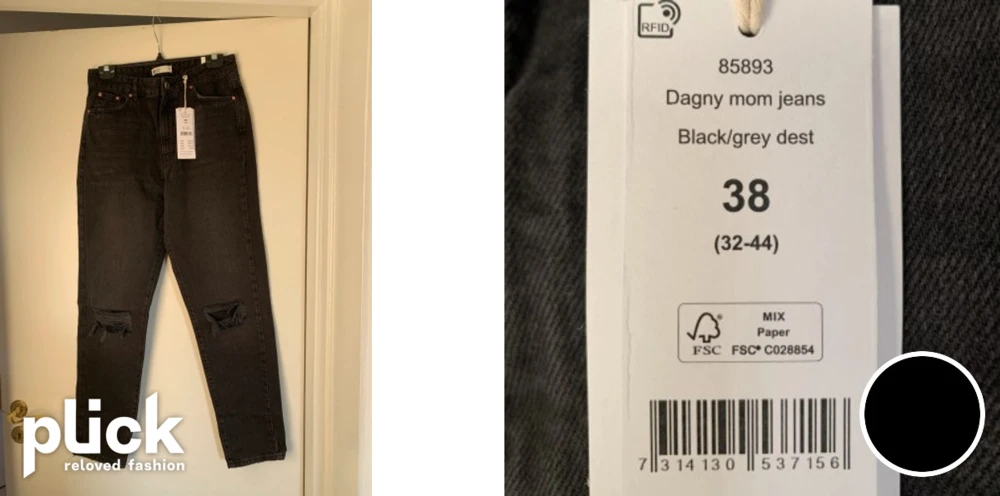 plick
reloved fashion
RFID
85893
Dagny mom jeans
Black/grey dest
38
(32-44)
MIX
Paper
FSC® C028854
FSC
7 314130 537156